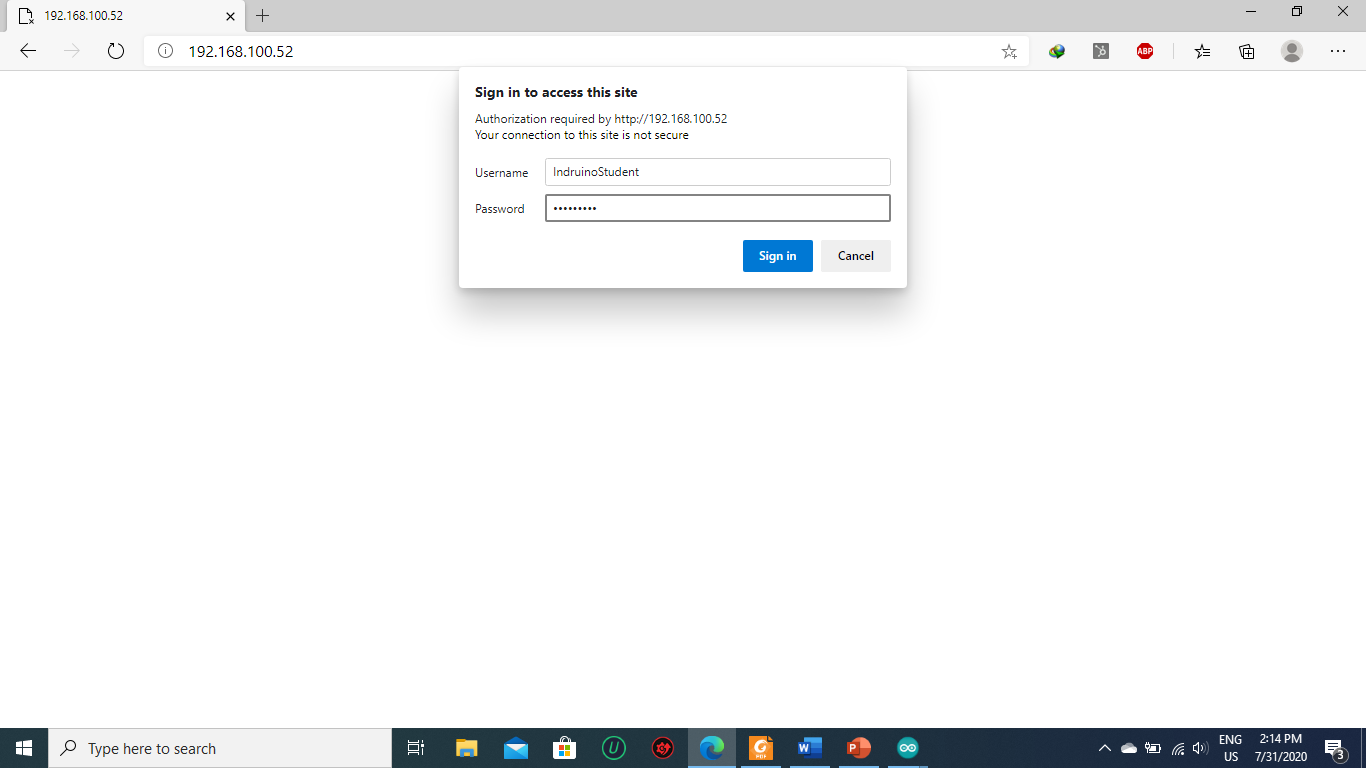 192.168.100.52
192.168.100.52
ABP
Sign in to access this site
Authorization required by http://192.168.100.52
Your connection to this site is not secure
Username
IndruinoStudent
Password
•••••••••
Sign in
Cancel
Type here to search
U
PDF
W
P
ENG
US
2:14 PM
7/31/2020
3